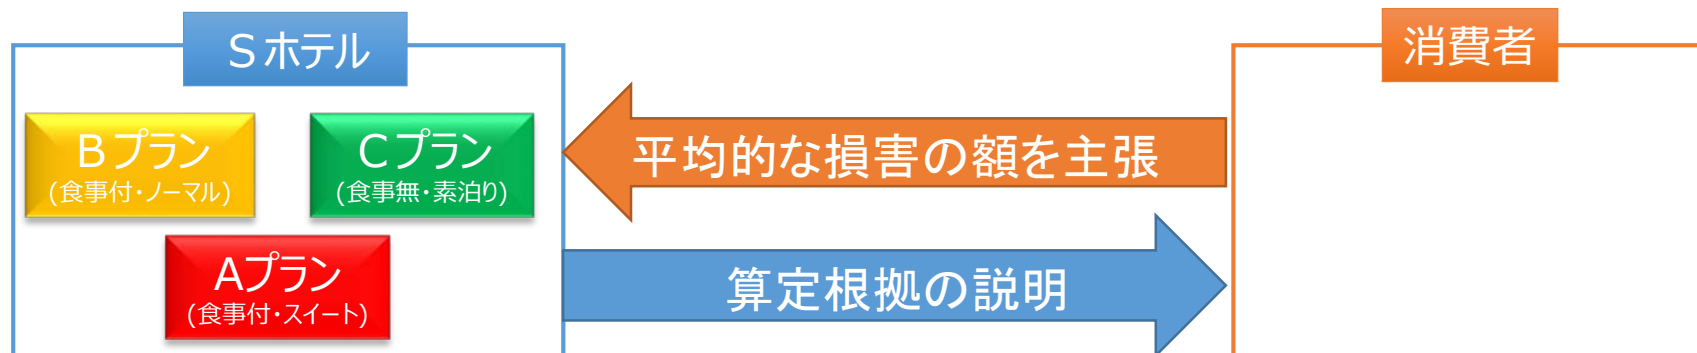 Ｓホテル
消費者
Ｂプラン
(食事付・ノーマル)
Ｃプラン
(食事無・素泊り)
Aプラン
(食事付・スイート)
平均的な損害の額を主張
算定根拠の説明